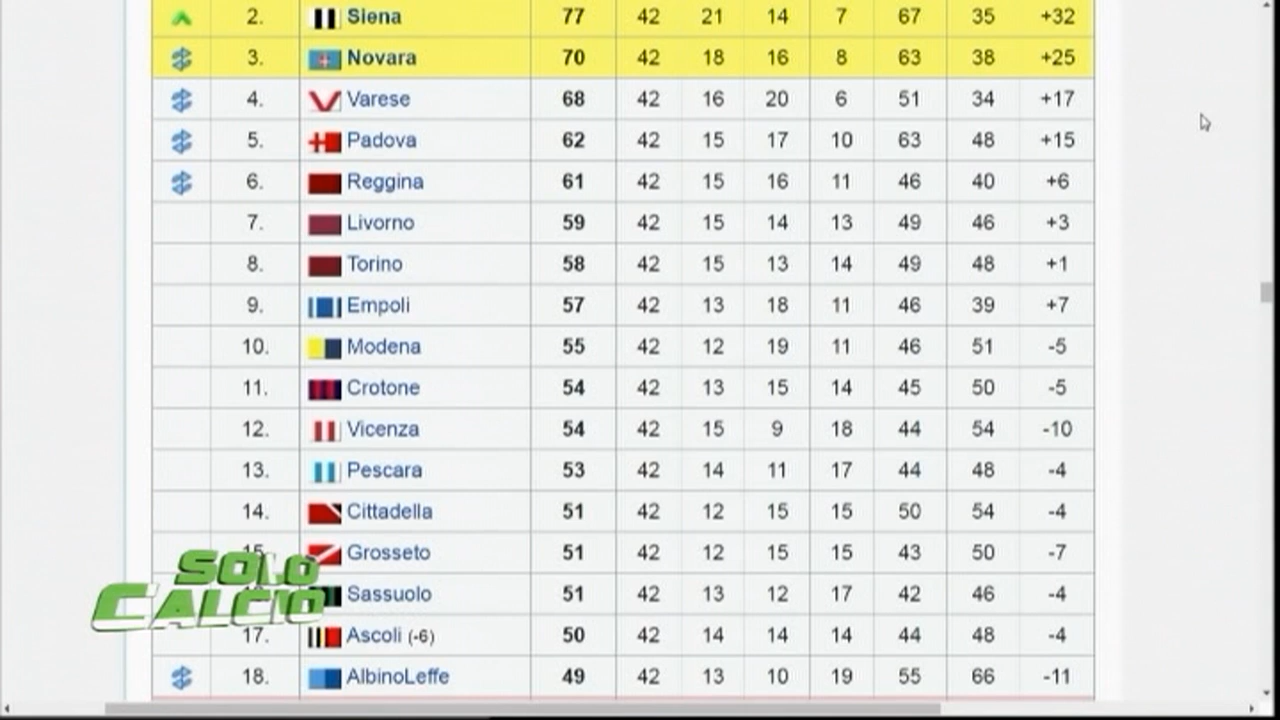 2. Siena 77 42 21 14 7 67 35 +32
3. Novara 70 42 18 16 8 63 38 +25
4. Varese 68 42 16 20 6 51 34 +17
5. Padova 62 42 15 17 10 63 48 +15
6. Reggina 61 42 15 16 11 46 40 +6
7. Livorno 59 42 15 14 13 49 46 +3
8. Torino 58 42 15 13 14 49 48 +1
9. Empoli 57 42 13 18 11 46 39 +7
10. Modena 55 42 12 19 11 46 51 -5
11. Crotone 54 42 13 15 14 45 50 -5
12. Vicenza 54 42 15 9 18 44 54 -10
13. Pescara 53 42 14 11 17 44 48 -4
14. Cittadella 51 42 12 15 15 50 54 -4
15. Grosseto 51 42 12 15 15 43 50 -7
Sassuolo 51 42 13 12 17 42 46 -4
17. Ascoli (-6) 50 42 14 14 14 44 48 -4
18. AlbinoLeffe 49 42 13 10 19 55 66 -11
SOLO
CALCIO